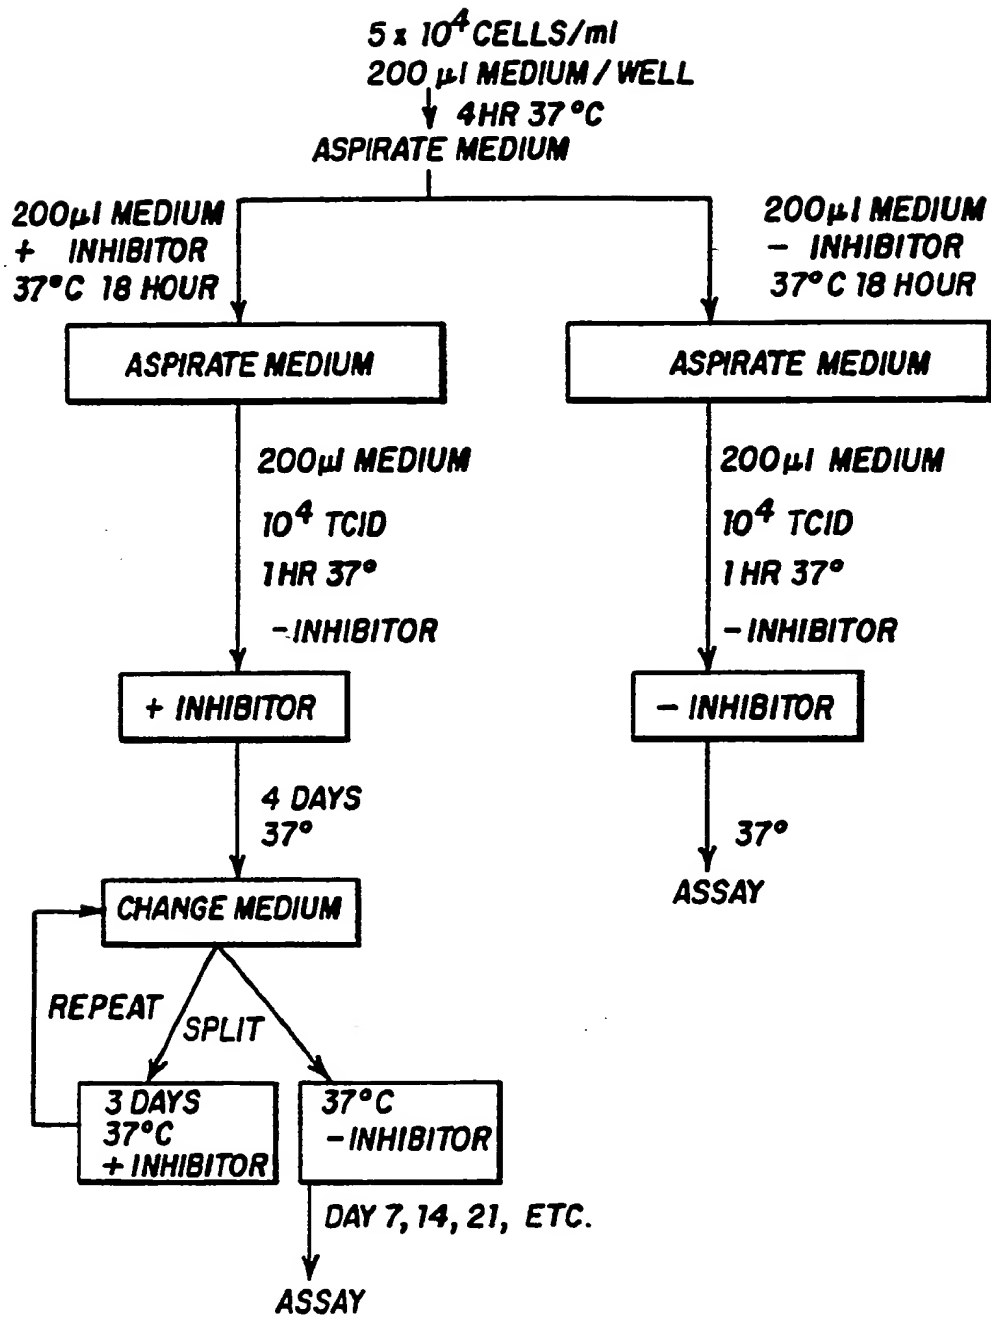 5 x 10⁴ CELLS/ml
200 µl MEDIUM / WELL
4HR 37°C
ASPIRATE MEDIUM
200µl MEDIUM
+ INHIBITOR
37°C 18 HOUR
200µl MEDIUM
- INHIBITOR
37°C 18 HOUR
ASPIRATE MEDIUM
ASPIRATE MEDIUM
200µl MEDIUM
10⁴ TCID
1HR 37°
-INHIBITOR
200µl MEDIUM
10⁴ TCID
1HR 37°
-INHIBITOR
+ INHIBITOR
- INHIBITOR
4 DAYS
37°
37°
ASSAY
CHANGE MEDIUM
REPEAT
SPLIT
3 DAYS
37°C
+ INHIBITOR
37°C
-INHIBITOR
DAY 7, 14, 21, ETC.
ASSAY